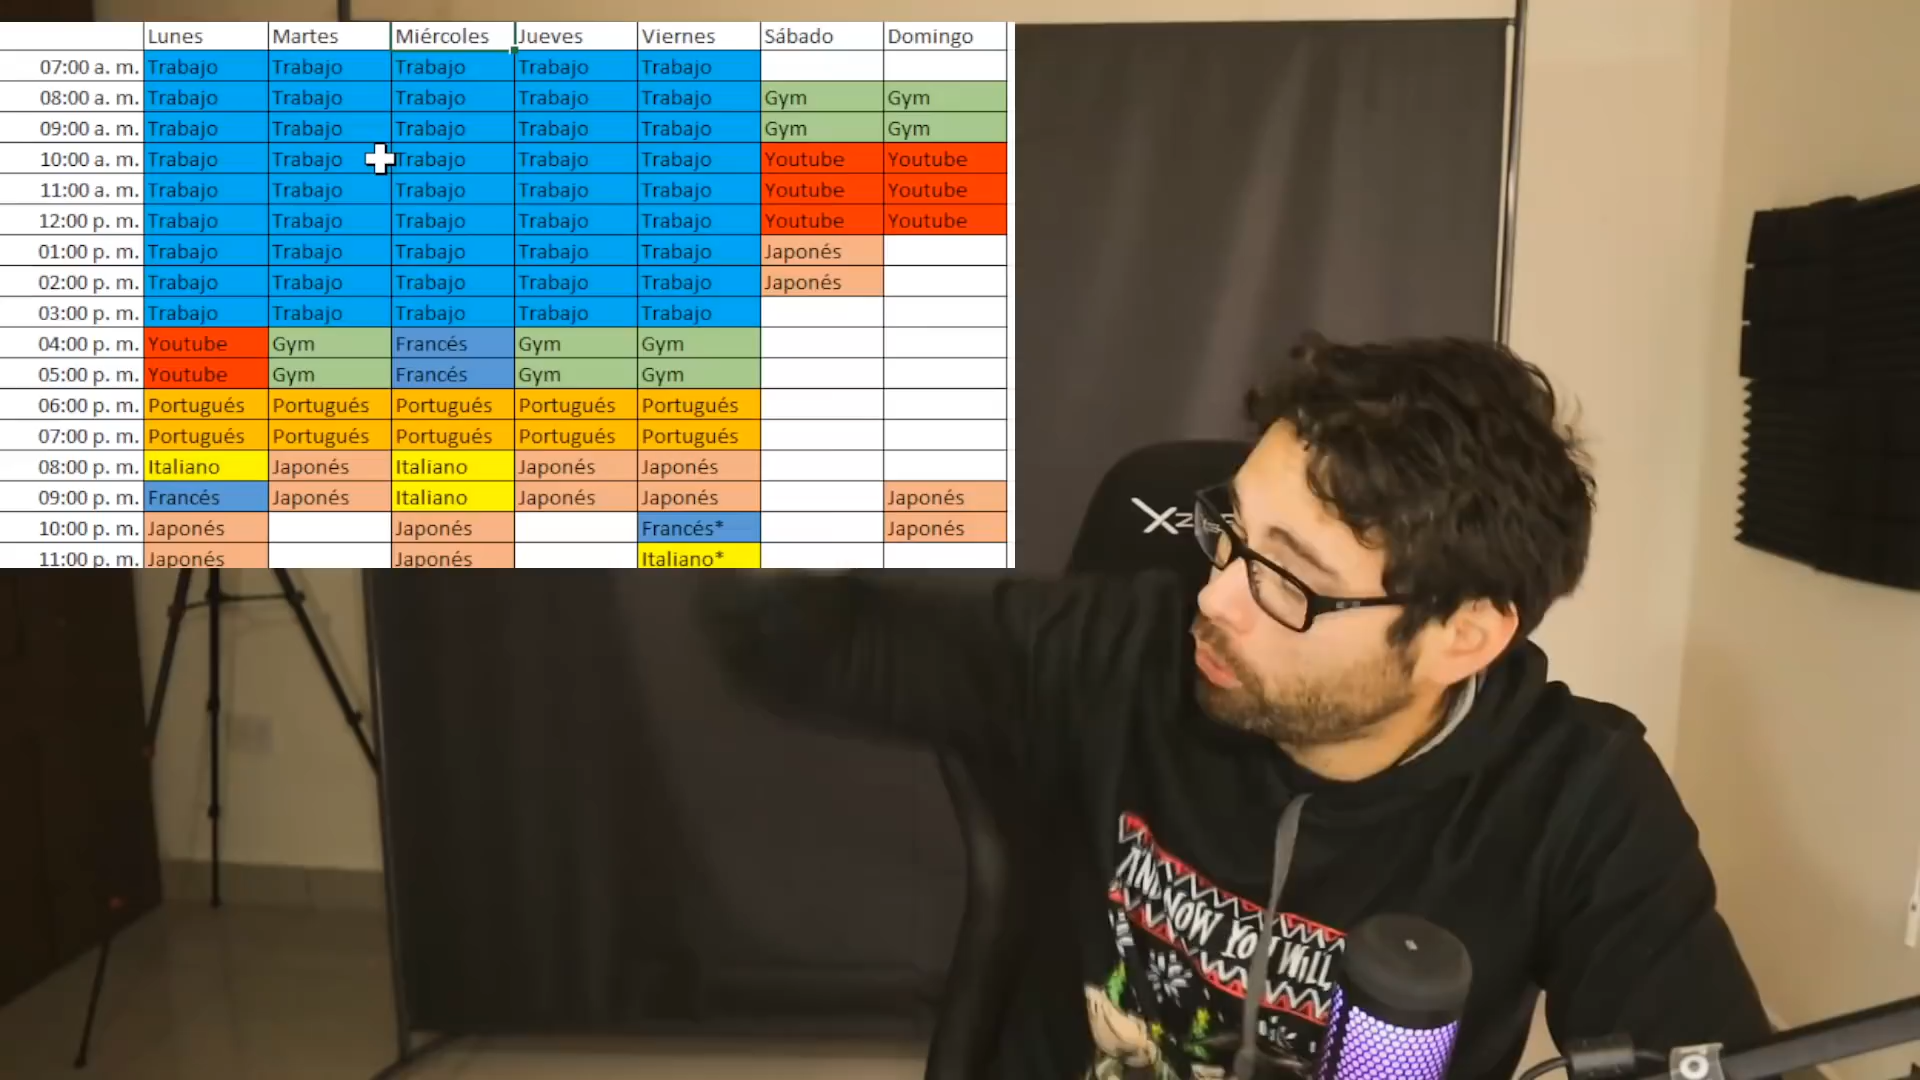 Lunes Martes Miércoles Jueves Viernes Sábado Domingo
07:00 a. m. Trabajo Trabajo Trabajo Trabajo Trabajo
08:00 a. m. Trabajo Trabajo Trabajo Trabajo Trabajo Gym Gym
09:00 a. m. Trabajo Trabajo Trabajo Trabajo Trabajo Gym Gym
10:00 a. m. Trabajo Trabajo Trabajo Trabajo Trabajo Youtube Youtube
11:00 a. m. Trabajo Trabajo Trabajo Trabajo Trabajo Youtube Youtube
12:00 p. m. Trabajo Trabajo Trabajo Trabajo Trabajo Youtube Youtube
01:00 p. m. Trabajo Trabajo Trabajo Trabajo Trabajo Japonés
02:00 p. m. Trabajo Trabajo Trabajo Trabajo Trabajo Japonés
03:00 p. m. Trabajo Trabajo Trabajo Trabajo Trabajo
04:00 p. m. Youtube Gym Francés Gym Gym
05:00 p. m. Youtube Gym Francés Gym Gym
06:00 p. m. Portugués Portugués Portugués Portugués Portugués
07:00 p. m. Portugués Portugués Portugués Portugués Portugués
08:00 p. m. Italiano Japonés Italiano Japonés Japonés
09:00 p. m. Francés Japonés Italiano Japonés Japonés Japonés
10:00 p. m. Japonés Japonés Francés* Japonés
11:00 p. m. Japonés Japonés Italiano*
AND NOW YOU WILL